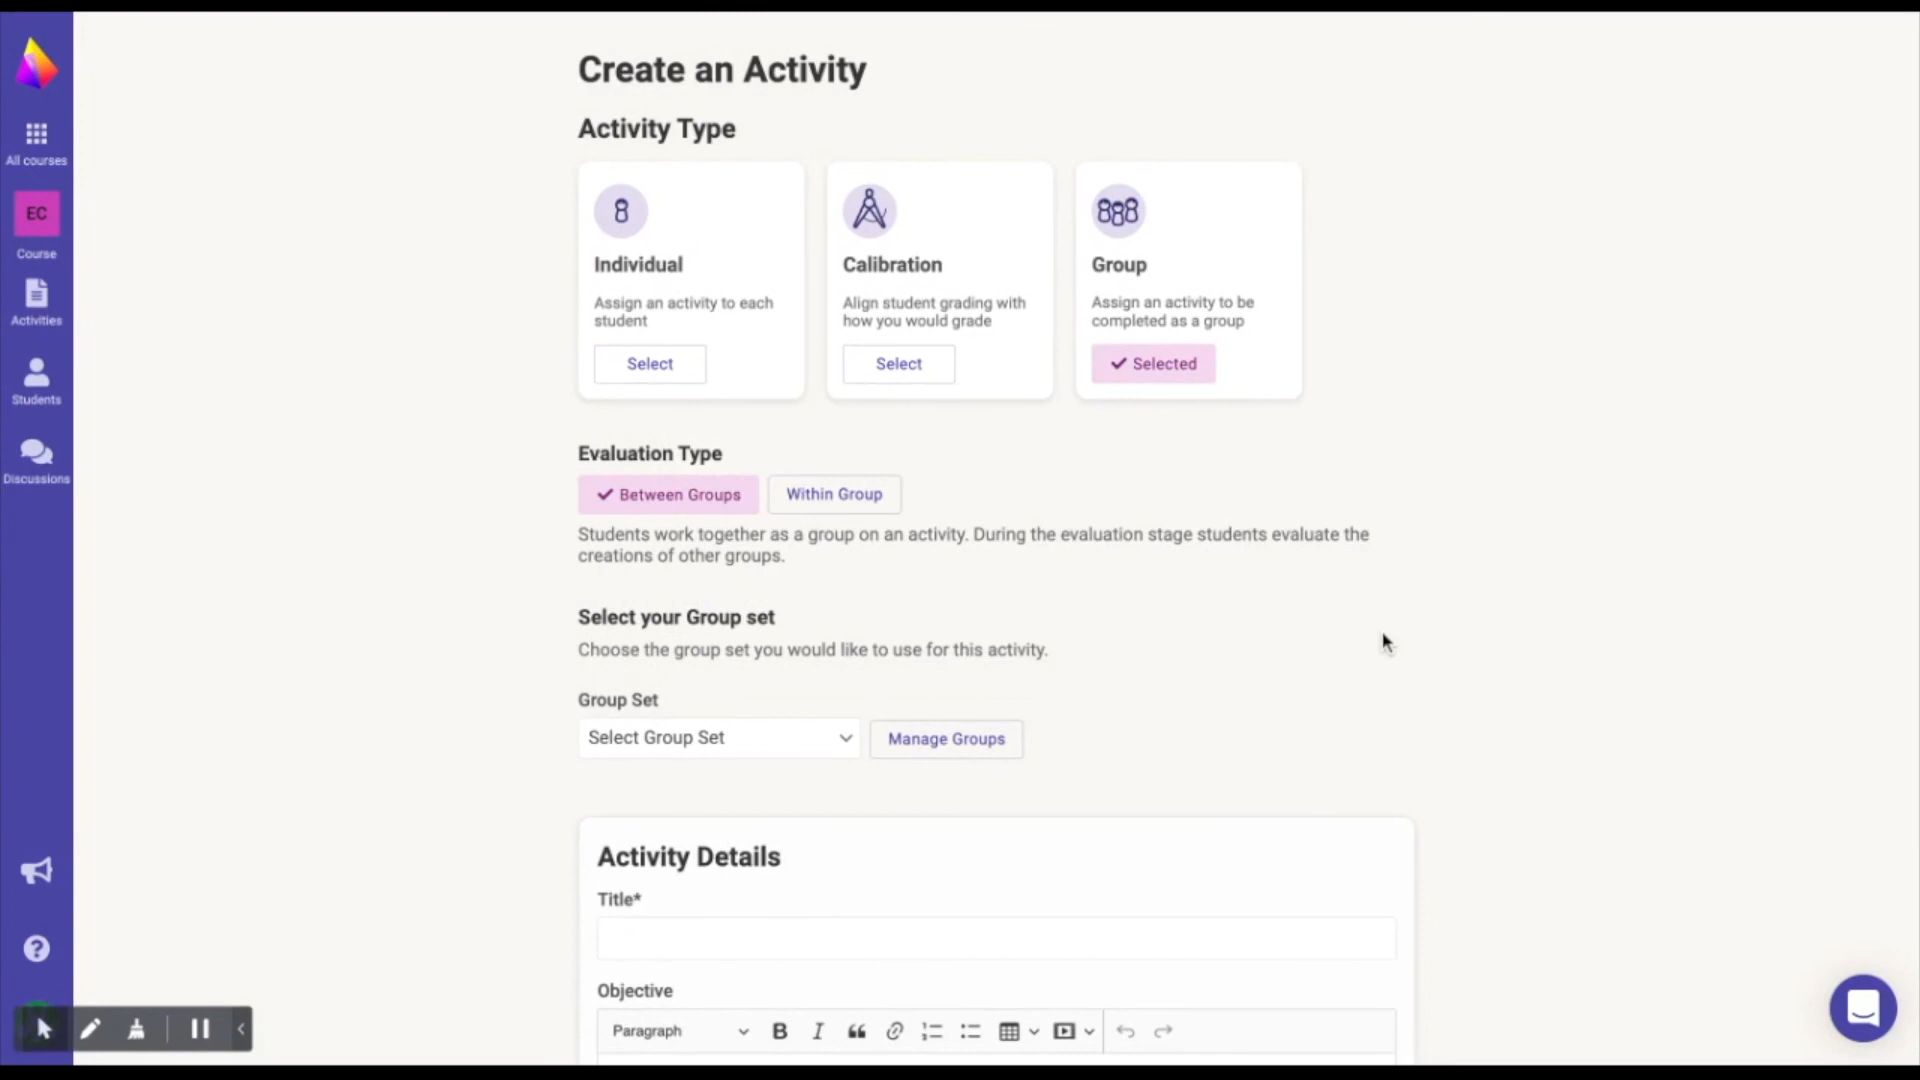 Create an Activity
Activity Type
Individual
Assign an activity to each
student
Select
Calibration
Align student grading with
how you would grade
Select
Group
Assign an activity to be
completed as a group
Selected
Evaluation Type
Between Groups
Within Group
Students work together as a group on an activity. During the evaluation stage students evaluate the
creations of other groups.
Select your Group set
Choose the group set you would like to use for this activity.
Group Set
Select Group Set
Manage Groups
Activity Details
Title*
Objective
Paragraph
B I
All courses
EC
Course
Activities
Students
Discussions